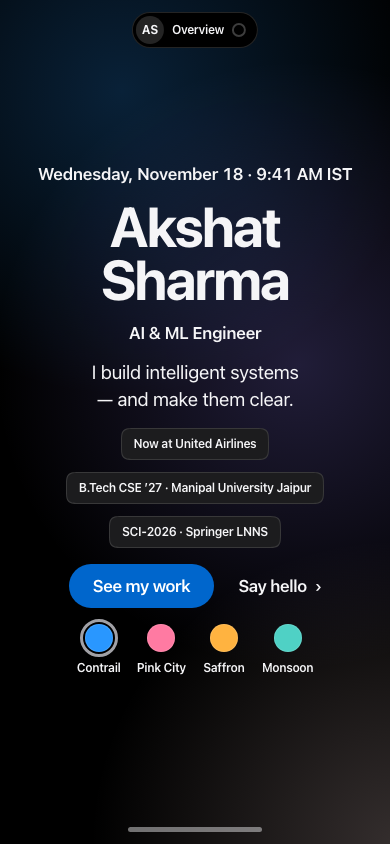 AS Overview
Wednesday, November 18 · 9:41 AM IST
Akshat
Sharma
AI & ML Engineer
I build intelligent systems
— and make them clear.
Now at United Airlines
B.Tech CSE ’27 · Manipal University Jaipur
SCI-2026 · Springer LNNS
See my work
Say hello ›
Contrail
Pink City
Saffron
Monsoon